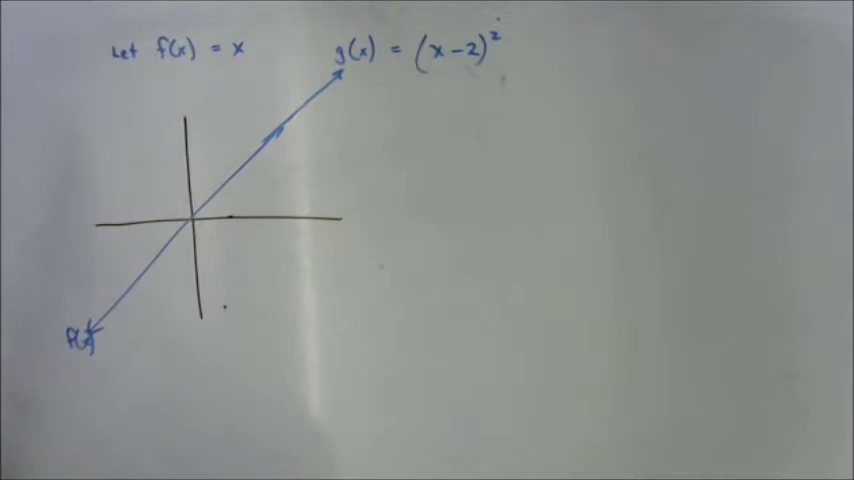 Let f(x) = x g(x) = (x-2)²
f(x)